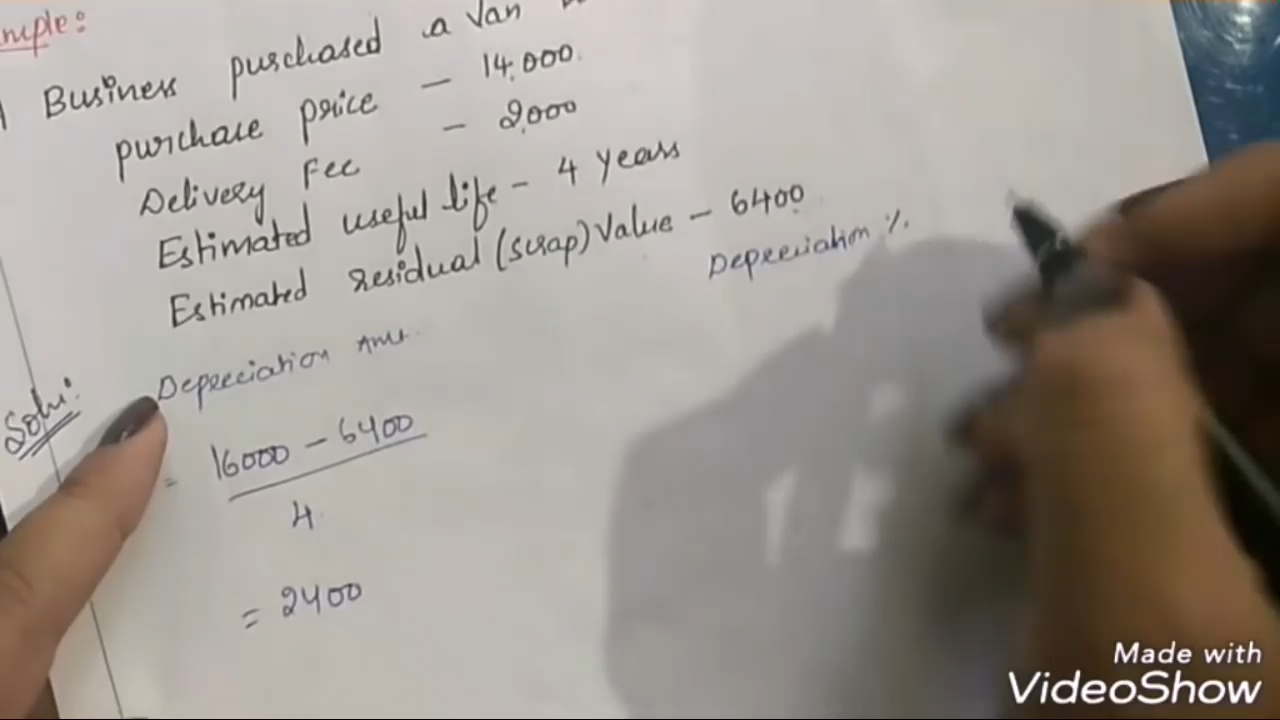 Example:
Business purchased a van
purchase price - 14,000
Delivery Fee - 2,000
Estimated useful life - 4 years
Estimated residual (scrap) Value - 6400
Depreciation %
Soln:
Depreciation Amt
= 16000 - 6400
4
= 2400
Made with
VideoShow